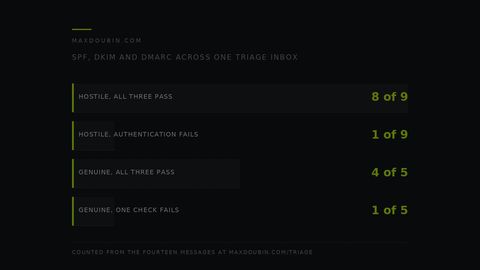 MAXDOUBIN.COM
SPF, DKIM AND DMARC ACROSS ONE TRIAGE INBOX
HOSTILE, ALL THREE PASS 8 of 9
HOSTILE, AUTHENTICATION FAILS 1 of 9
GENUINE, ALL THREE PASS 4 of 5
GENUINE, ONE CHECK FAILS 1 of 5
COUNTED FROM THE FOURTEEN MESSAGES AT MAXDOUBIN.COM/TRIAGE